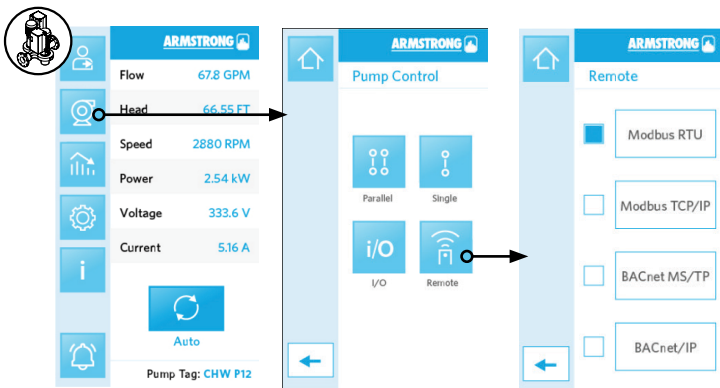 ARMSTRONG
Flow 67.8 GPM
Head 66.55 FT
Speed 2880 RPM
Power 2.54 kW
Voltage 333.6 V
Current 5.16 A
i
Auto
Pump Tag: CHW P12
ARMSTRONG
Pump Control
Parallel Single
i/O
I/O Remote
ARMSTRONG
Remote
Modbus RTU
Modbus TCP/IP
BACnet MS/TP
BACnet/IP